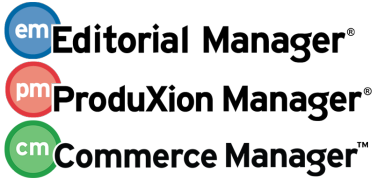 em Editorial Manager®
pm ProduXion Manager®
cm Commerce Manager™